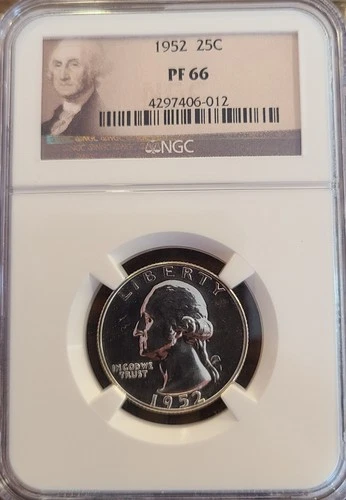 1952 25C
PF 66
4297406-012
NGC
LIBERTY
IN GOD WE
TRUST
1952